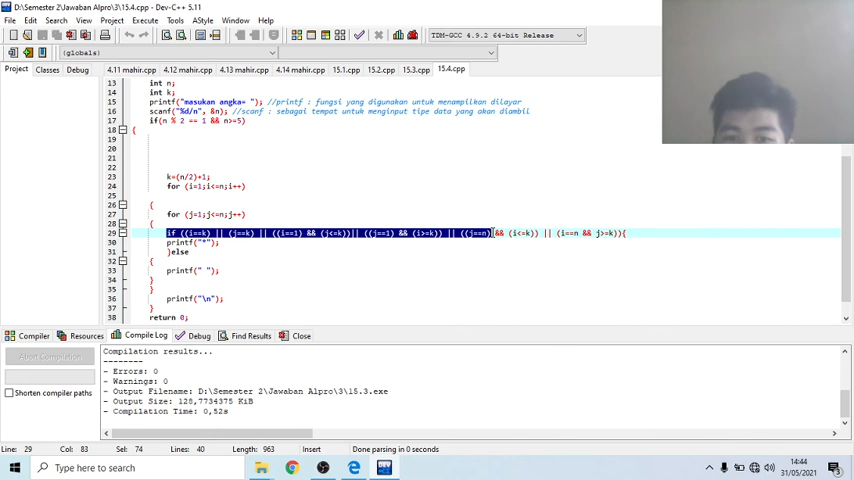 D:\Semester 2\Jawaban Alpro\3\15.4.cpp - Dev-C++ 5.11
File Edit Search View Project Execute Tools AStyle Window Help
TDM-GCC 4.9.2 64-bit Release
(globals)
Project Classes Debug
4.11 mahir.cpp 4.12 mahir.cpp 4.13 mahir.cpp 4.14 mahir.cpp 15.1.cpp 15.2.cpp 15.3.cpp 15.4.cpp
13 int n;
14 int k;
15 printf("masukan angka= "); //printf : fungsi yang digunakan untuk menampilkan dilayar
16 scanf("%d/n", &n); //scanf : sebagai tempat untuk menginput tipe data yang akan diambil
17 if(n % 2 == 1 && n>=5)
18 {
19
20
21
22
23 k=(n/2)+1;
24 for (i=1;i<=n;i++)
25
26 {
27 for (j=1;j<=n;j++)
28 {
29 if ((i==k) || (j==k) || ((i==1) && (j<=k))|| ((j==1) && (i>=k)) || ((j==n) && (i<=k)) || (i==n && j>=k)){
30 printf("*");
31 }else
32 {
33 printf(" ");
34 }
35 }
36 printf("\n");
37 }
38 return 0;
Compiler Resources Compile Log Debug Find Results Close
Abort Compilation
Shorten compiler paths
Compilation results...
--------
- Errors: 0
- Warnings: 0
- Output Filename: D:\Semester 2\Jawaban Alpro\3\15.3.exe
- Output Size: 128,7734375 KiB
- Compilation Time: 0,52s
Line: 29 Col: 83 Sel: 74 Lines: 40 Length: 963 Insert Done parsing in 0 seconds
Type here to search
14:44
31/05/2021
3